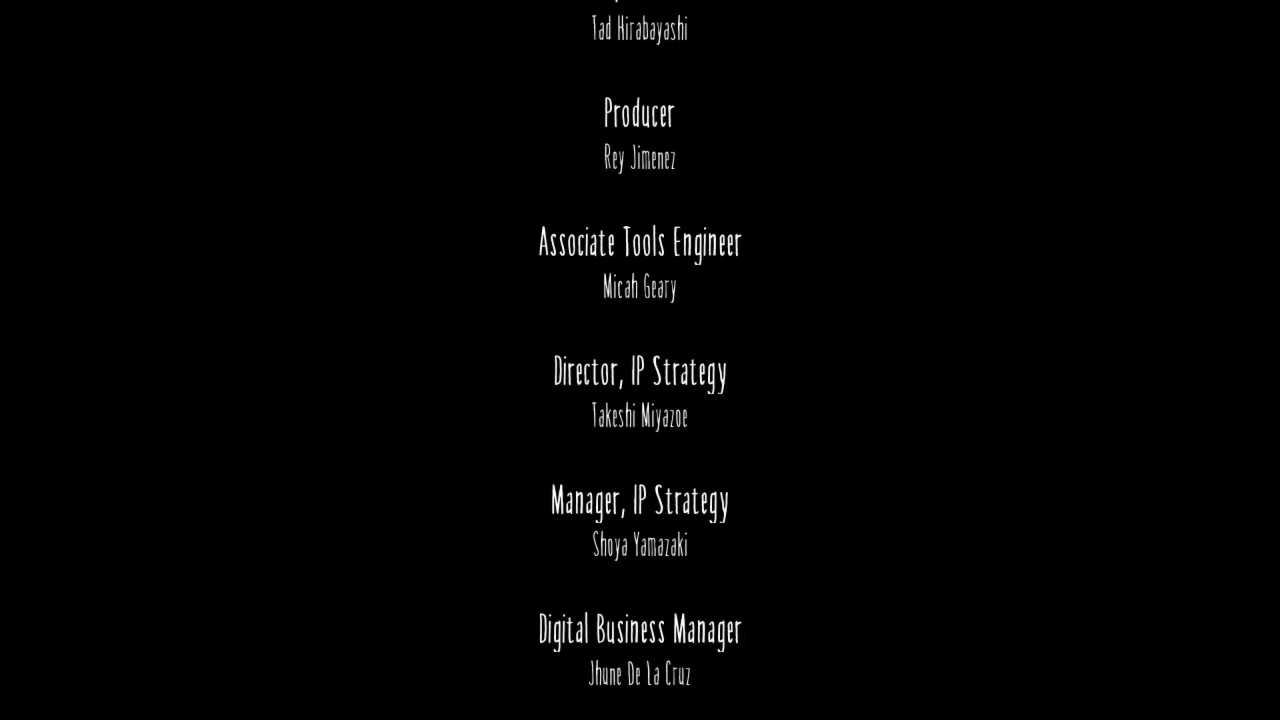 Tad Hirabayashi
Producer
Rey Jimenez
Associate Tools Engineer
Micah Geary
Director, IP Strategy
Takeshi Miyazoe
Manager, IP Strategy
Shoya Yamazaki
Digital Business Manager
Jhune De La Cruz